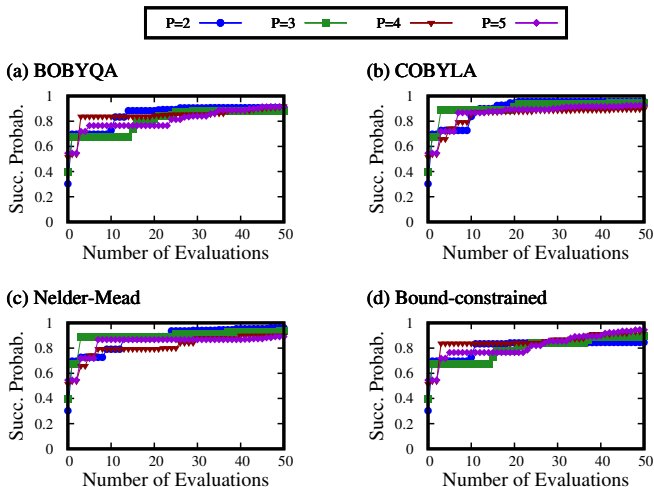 P=2 P=3 P=4 P=5
(a) BOBYQA
Succ. Probab.
1
0.8
0.6
0.4
0.2
0
0 10 20 30 40 50
Number of Evaluations
(b) COBYLA
Succ. Probab.
1
0.8
0.6
0.4
0.2
0
0 10 20 30 40 50
Number of Evaluations
(c) Nelder-Mead
Succ. Probab.
1
0.8
0.6
0.4
0.2
0
0 10 20 30 40 50
Number of Evaluations
(d) Bound-constrained
Succ. Probab.
1
0.8
0.6
0.4
0.2
0
0 10 20 30 40 50
Number of Evaluations